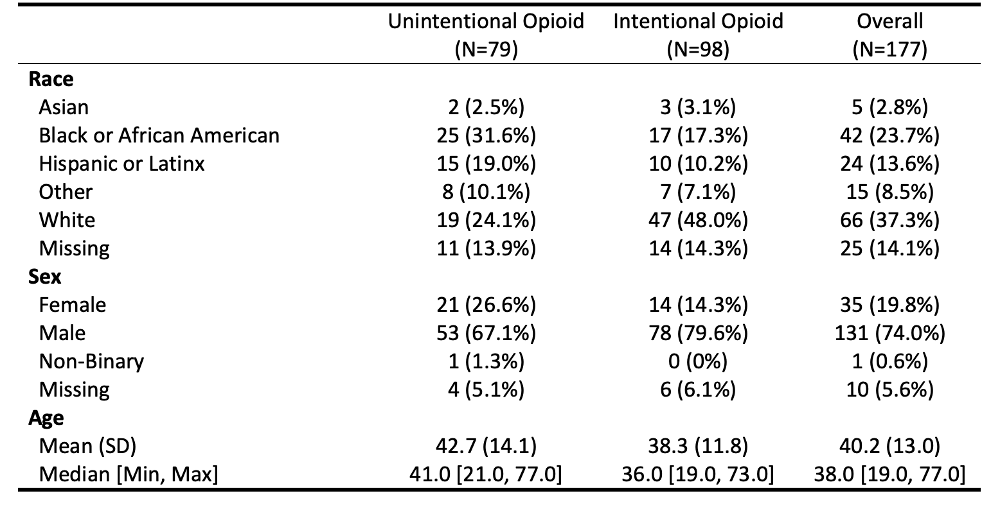 Unintentional Opioid Intentional Opioid Overall
(N=79) (N=98) (N=177)
Race
Asian 2 (2.5%) 3 (3.1%) 5 (2.8%)
Black or African American 25 (31.6%) 17 (17.3%) 42 (23.7%)
Hispanic or Latinx 15 (19.0%) 10 (10.2%) 24 (13.6%)
Other 8 (10.1%) 7 (7.1%) 15 (8.5%)
White 19 (24.1%) 47 (48.0%) 66 (37.3%)
Missing 11 (13.9%) 14 (14.3%) 25 (14.1%)
Sex
Female 21 (26.6%) 14 (14.3%) 35 (19.8%)
Male 53 (67.1%) 78 (79.6%) 131 (74.0%)
Non-Binary 1 (1.3%) 0 (0%) 1 (0.6%)
Missing 4 (5.1%) 6 (6.1%) 10 (5.6%)
Age
Mean (SD) 42.7 (14.1) 38.3 (11.8) 40.2 (13.0)
Median [Min, Max] 41.0 [21.0, 77.0] 36.0 [19.0, 73.0] 38.0 [19.0, 77.0]